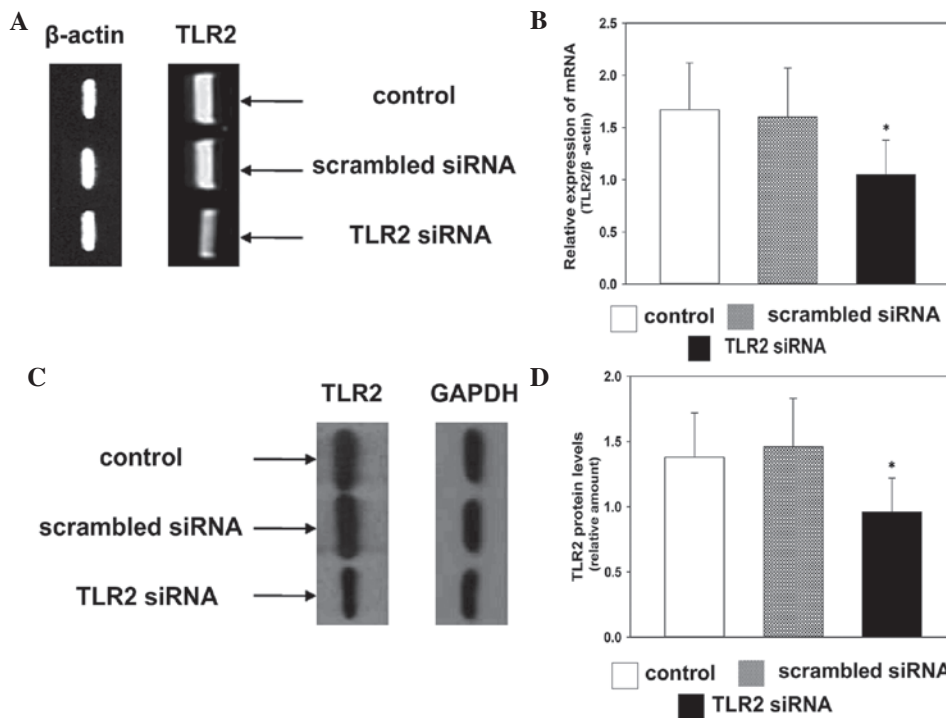 A
β-actin TLR2
control
scrambled siRNA
TLR2 siRNA
B
Relative expression of mRNA
(TLR2/β -actin)
2.5
2.0
1.5
1.0
0.5
0.0
*
control scrambled siRNA
TLR2 siRNA
C
TLR2 GAPDH
control
scrambled siRNA
TLR2 siRNA
D
TLR2 protein levels
(relative amount)
2.0
1.5
1.0
0.5
0.0
*
control scrambled siRNA
TLR2 siRNA